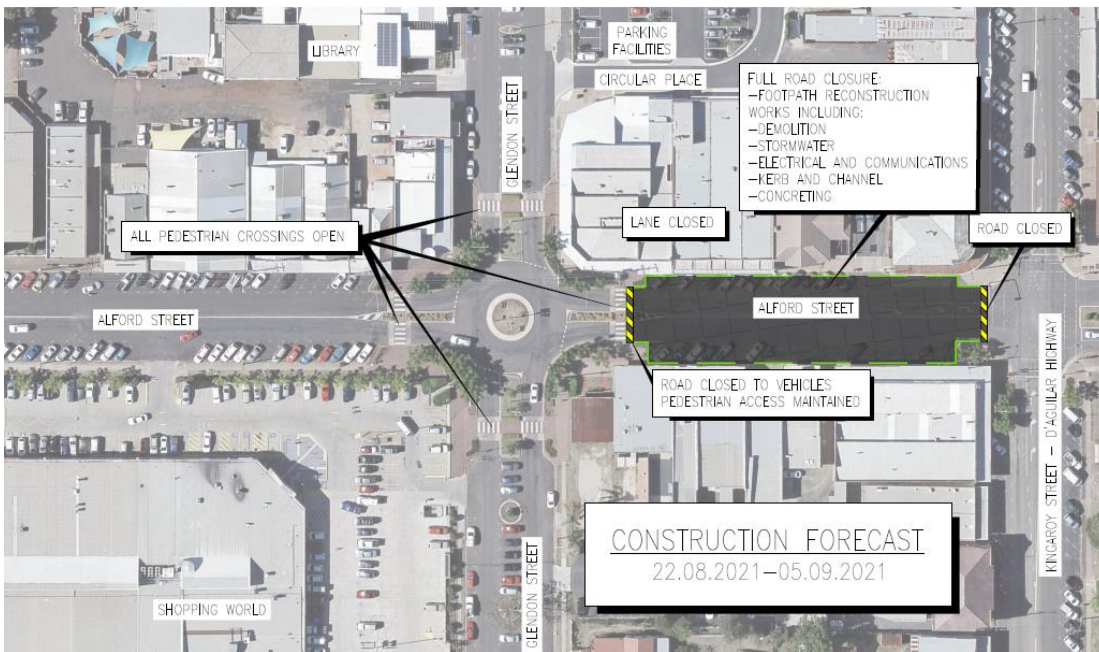 LIBRARY
GLENDON STREET
PARKING
FACILITIES
CIRCULAR PLACE
FULL ROAD CLOSURE:
-FOOTPATH RECONSTRUCTION
WORKS INCLUDING:
-DEMOLITION
-STORMWATER
-ELECTRICAL AND COMMUNICATIONS
-KERB AND CHANNEL
-CONCRETING
ALL PEDESTRIAN CROSSINGS OPEN
LANE CLOSED
ROAD CLOSED
ALFORD STREET
ALFORD STREET
ROAD CLOSED TO VEHICLES
PEDESTRIAN ACCESS MAINTAINED
KINGAROY STREET - D'AGUILAR HIGHWAY
CONSTRUCTION FORECAST
22.08.2021-05.09.2021
SHOPPING WORLD
GLENDON STREET